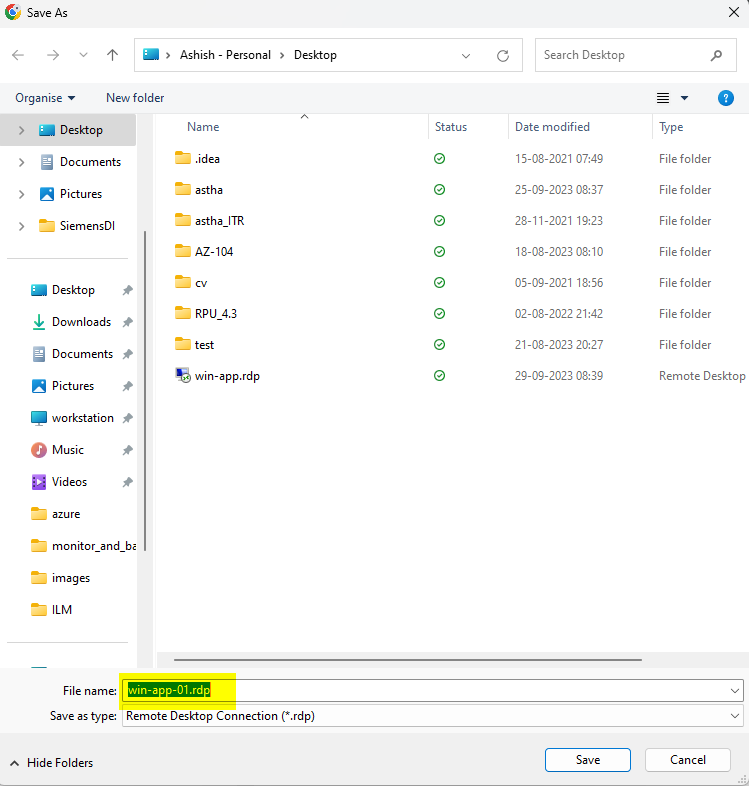 Save As
Ashish - Personal > Desktop
Search Desktop
Organise New folder
?
Name Status Date modified Type
Desktop
Documents
Pictures
SiemensDI
Desktop
Downloads
Documents
Pictures
workstation
Music
Videos
azure
monitor_and_ba
images
ILM
.idea 15-08-2021 07:49 File folder
astha 25-09-2023 08:37 File folder
astha_ITR 28-11-2021 19:23 File folder
AZ-104 18-08-2023 08:10 File folder
cv 05-09-2021 18:56 File folder
RPU_4.3 02-08-2022 21:42 File folder
test 21-08-2023 20:27 File folder
win-app.rdp 29-09-2023 08:39 Remote Desktop
File name: win-app-01.rdp
Save as type: Remote Desktop Connection (*.rdp)
Hide Folders Save Cancel